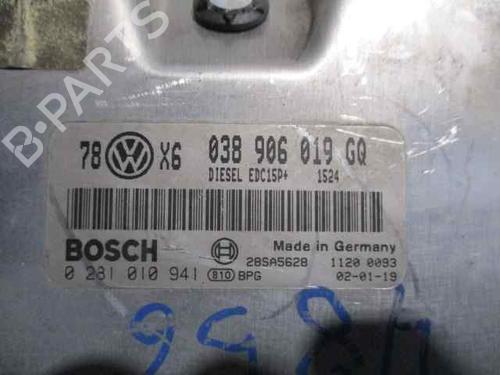 B-PARTS
78 VW X6 038 906 019 GQ
DIESEL EDC15P+ 1524
BOSCH
Made in Germany
28SA5628 1120 0093
0 281 010 941 810 BPG 02-01-19